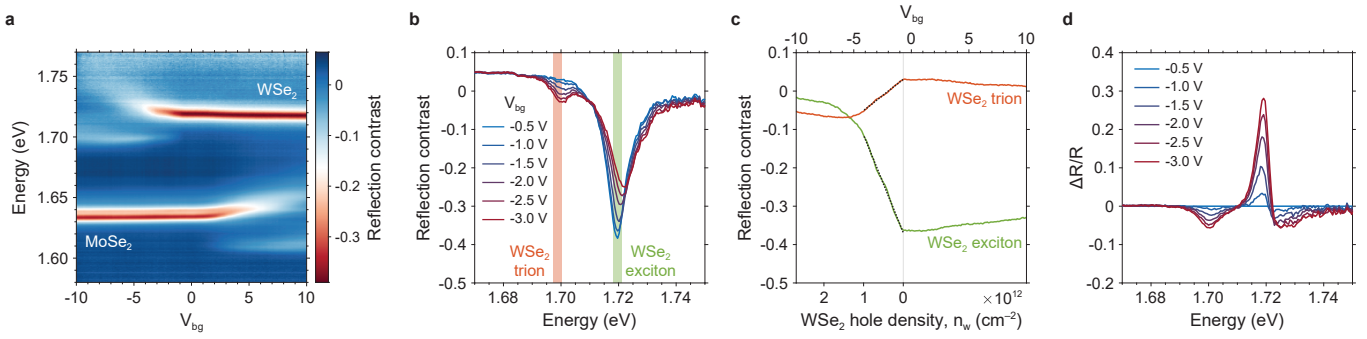 a
1.75
1.70
1.65
1.60
Energy (eV)
WSe2
MoSe2
-10
-5
0
5
10
Vbg
0
-0.1
-0.2
-0.3
Reflection contrast
b
0.1
0
-0.1
-0.2
-0.3
-0.4
-0.5
Reflection contrast
Vbg
-0.5 V
-1.0 V
-1.5 V
-2.0 V
-2.5 V
-3.0 V
WSe2
trion
WSe2
exciton
1.68
1.70
1.72
1.74
Energy (eV)
c
Vbg
-10
-5
0
5
10
0.1
0
-0.1
-0.2
-0.3
-0.4
-0.5
Reflection contrast
WSe2 trion
WSe2 exciton
2
1
0
×10¹²
WSe2 hole density, nw (cm⁻²)
d
0.4
0.3
0.2
0.1
0
-0.1
-0.2
ΔR/R
-0.5 V
-1.0 V
-1.5 V
-2.0 V
-2.5 V
-3.0 V
1.68
1.70
1.72
1.74
Energy (eV)